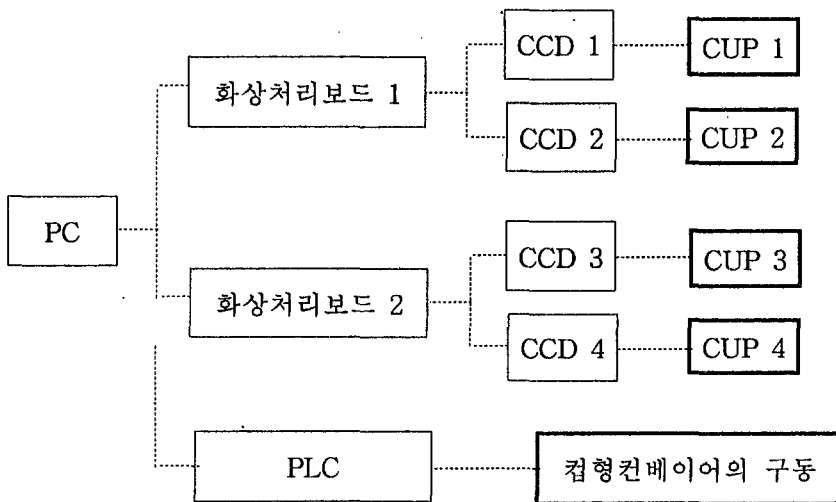 CCD 1
CUP 1
화상처리보드 1
CCD 2
CUP 2
PC
CCD 3
CUP 3
화상처리보드 2
CCD 4
CUP 4
PLC
컵형컨베이어의 구동